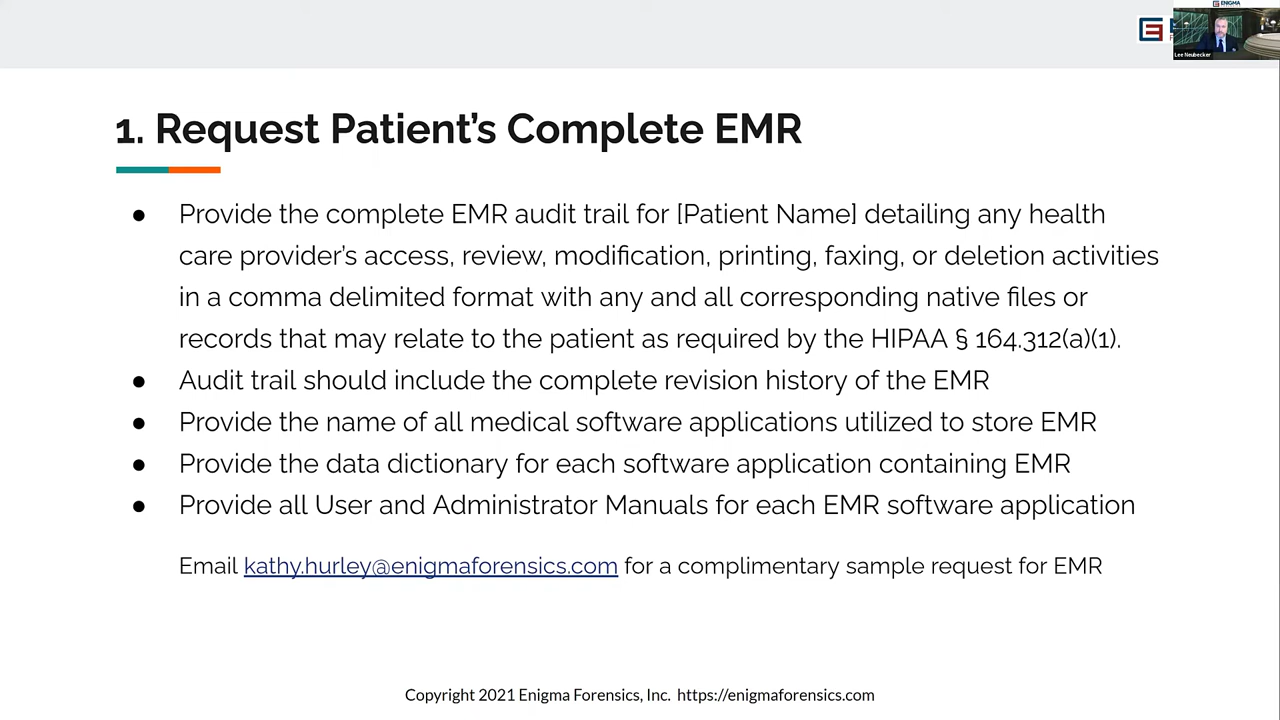 ENIGMA
Lee Neubecker
1. Request Patient’s Complete EMR
● Provide the complete EMR audit trail for [Patient Name] detailing any health
care provider’s access, review, modification, printing, faxing, or deletion activities
in a comma delimited format with any and all corresponding native files or
records that may relate to the patient as required by the HIPAA § 164.312(a)(1).
● Audit trail should include the complete revision history of the EMR
● Provide the name of all medical software applications utilized to store EMR
● Provide the data dictionary for each software application containing EMR
● Provide all User and Administrator Manuals for each EMR software application
Email kathy.hurley@enigmaforensics.com for a complimentary sample request for EMR
Copyright 2021 Enigma Forensics, Inc. https://enigmaforensics.com